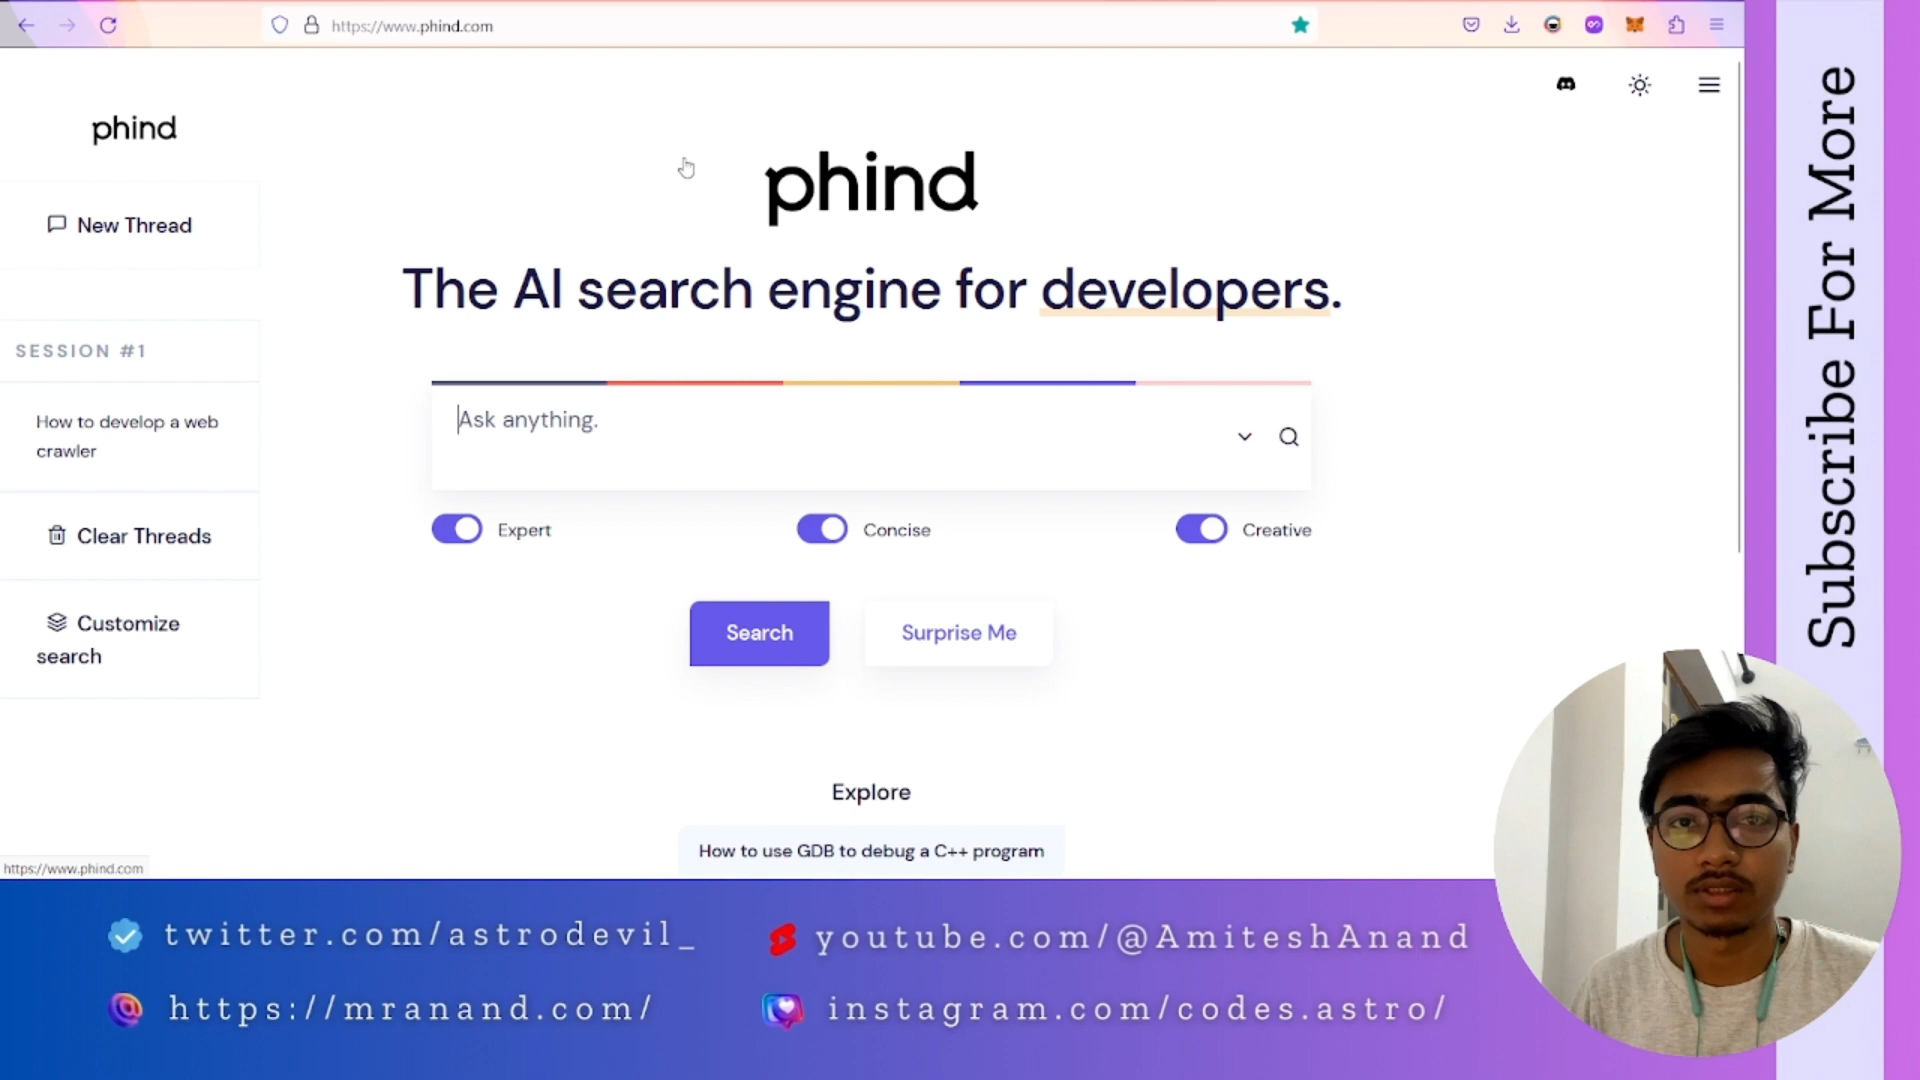 https://www.phind.com
phind
New Thread
SESSION #1
How to develop a web
crawler
Clear Threads
Customize
search
phind
The AI search engine for developers.
Ask anything.
Expert
Concise
Creative
Search
Surprise Me
Explore
How to use GDB to debug a C++ program
https://www.phind.com
Subscribe For More
twitter.com/astrodevil_
youtube.com/@AmiteshAnand
https://mranand.com/
instagram.com/codes.astro/